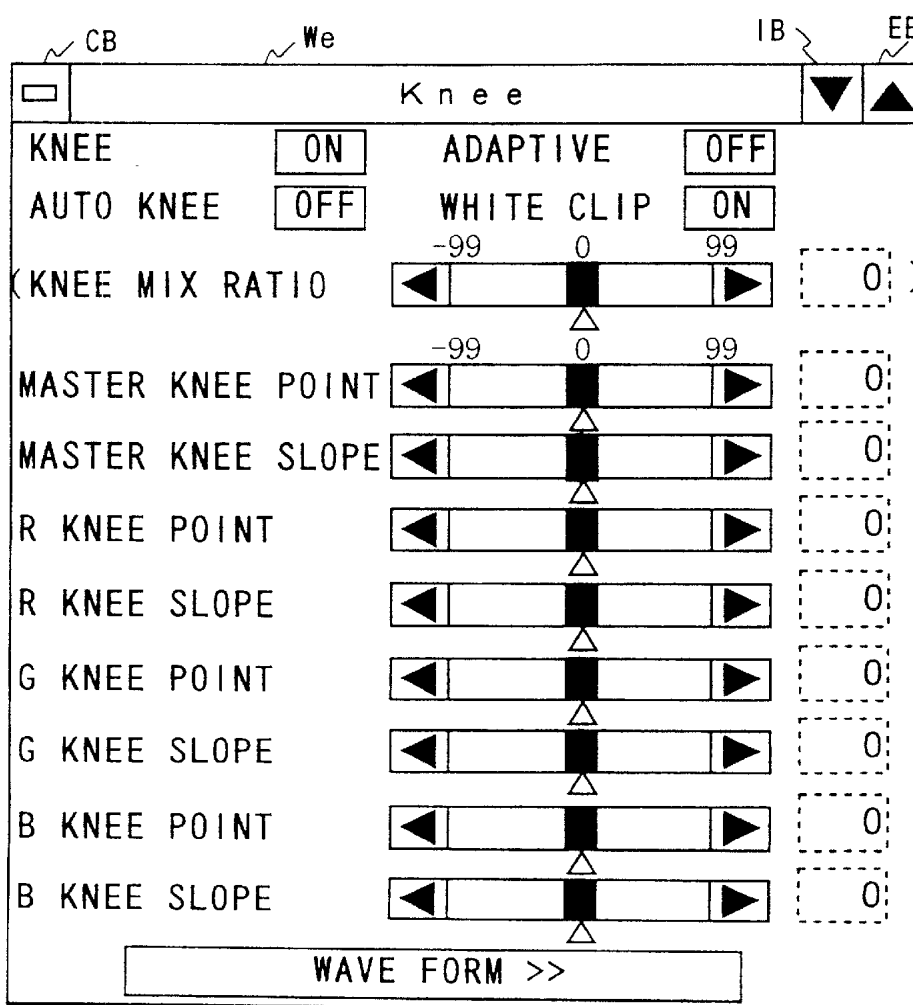 CB We IB EB
Knee
KNEE ON ADAPTIVE OFF
AUTO KNEE OFF WHITE CLIP ON
-99 0 99
(KNEE MIX RATIO 0 )
-99 0 99
MASTER KNEE POINT 0
MASTER KNEE SLOPE 0
R KNEE POINT 0
R KNEE SLOPE 0
G KNEE POINT 0
G KNEE SLOPE 0
B KNEE POINT 0
B KNEE SLOPE 0
WAVE FORM >>